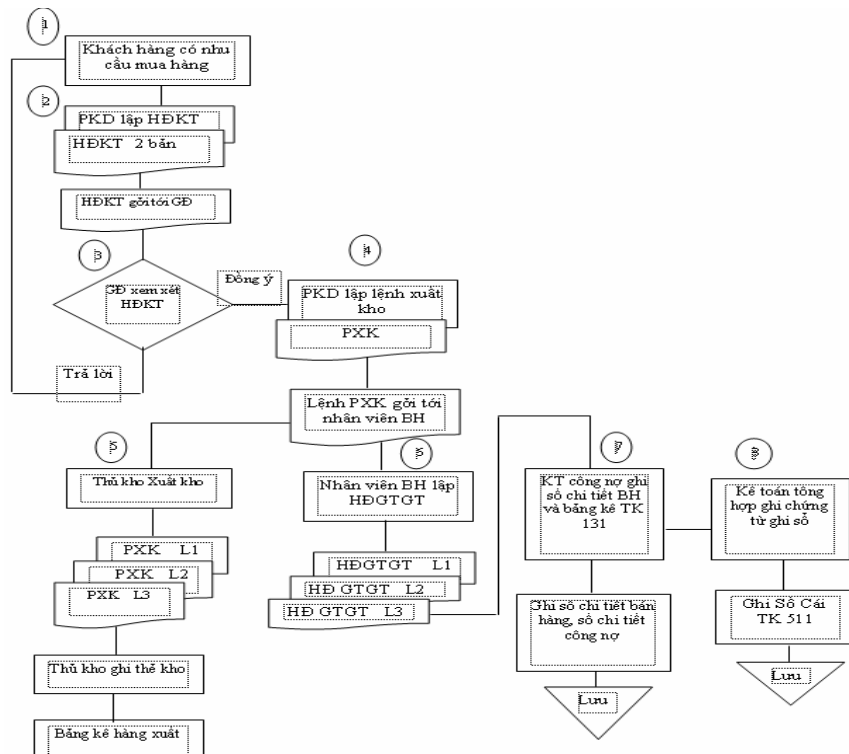 1
Khách hàng có nhu
cầu mua hàng
2
PKD lập HĐKT
HĐKT 2 bản
HĐKT gởi tới GĐ
3
GĐ xem xét
HĐKT
Đồng ý
Trả lời
4
PKD lập lệnh xuất
kho
PXK
Lệnh PXK gởi tới
nhân viên BH
5
Thủ kho Xuất kho
PXK L1
PXK L2
PXK L3
Thủ kho ghi thẻ kho
Bảng kê hàng xuất
Nhân viên BH lập
HĐGTGT
HĐGTGT L1
HĐ GTGT L2
HĐ GTGT L3
7
KT công nợ ghi
sổ chi tiết BH
và bảng kê TK
131
Ghi sổ chi tiết bán
hàng, sổ chi tiết
công nợ
Lưu
8
Kế toán tổng
hợp ghi chứng
từ ghi sổ
Ghi Sổ Cái
TK 511
Lưu